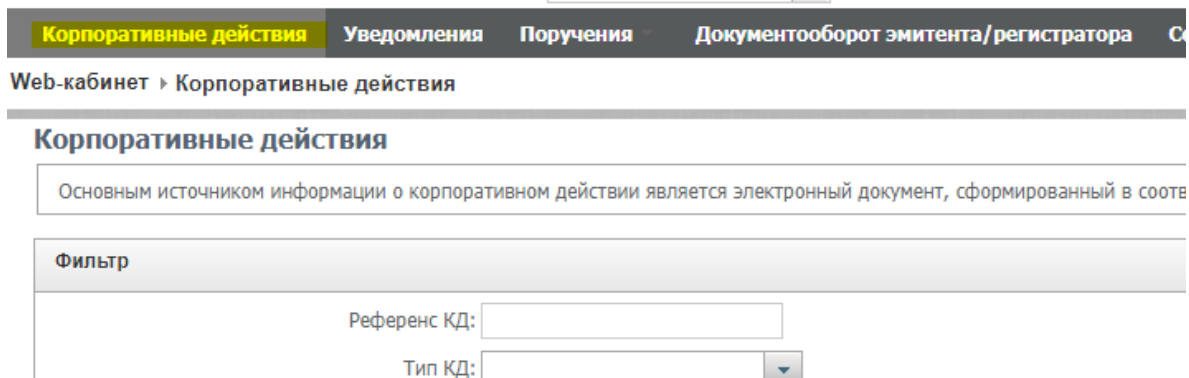 Корпоративные действия Уведомления Поручения Документооборот эмитента/регистратора
Web-кабинет Корпоративные действия
Корпоративные действия
Основным источником информации о корпоративном действии является электронный документ, сформированный в
Фильтр
Референс КД:
Тип КД: